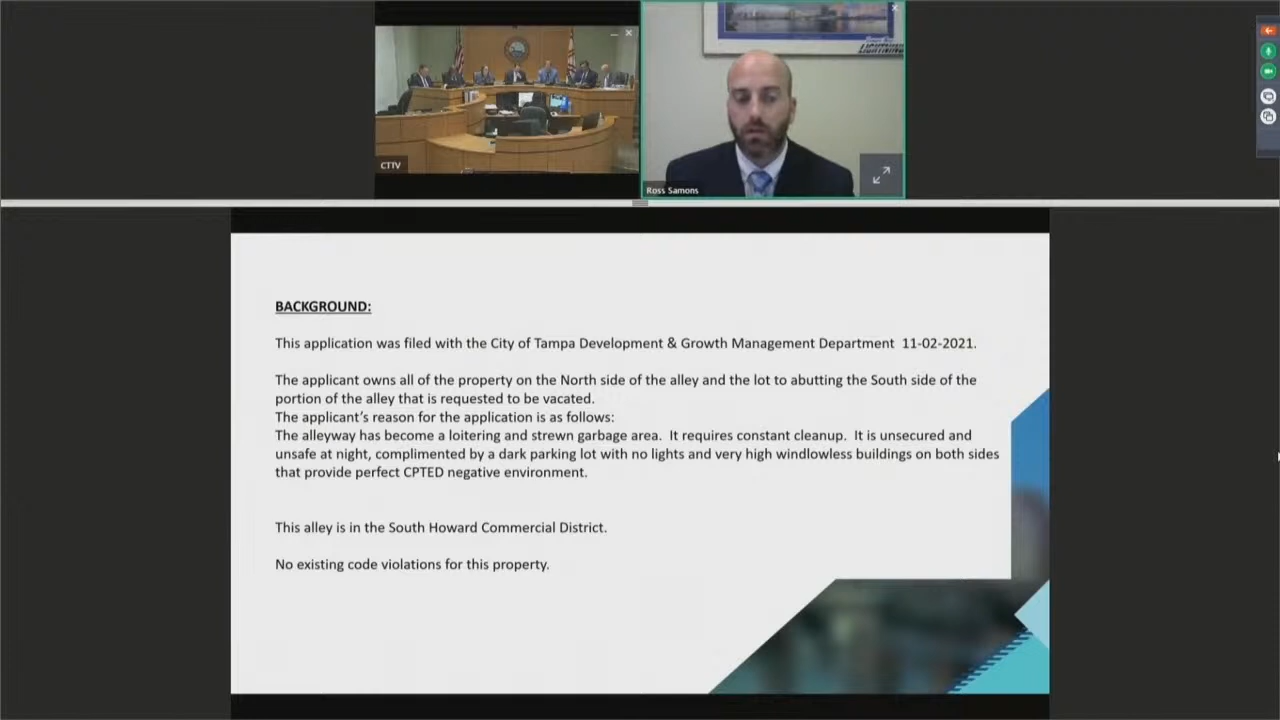 LIGHTNING
CTTV
Ross Samons
BACKGROUND:
This application was filed with the City of Tampa Development & Growth Management Department 11-02-2021.
The applicant owns all of the property on the North side of the alley and the lot to abutting the South side of the
portion of the alley that is requested to be vacated.
The applicant's reason for the application is as follows:
The alleyway has become a loitering and strewn garbage area. It requires constant cleanup. It is unsecured and
unsafe at night, complimented by a dark parking lot with no lights and very high windlowless buildings on both sides
that provide perfect CPTED negative environment.
This alley is in the South Howard Commercial District.
No existing code violations for this property.